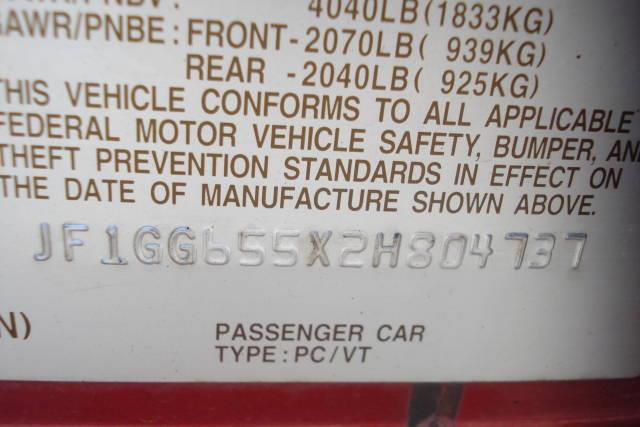 4040LB(1833KG)
GAWR/PNBE : FRONT-2070LB( 939KG)
REAR -2040LB( 925KG)
THIS VEHICLE CONFORMS TO ALL APPLICABLE
FEDERAL MOTOR VEHICLE SAFETY, BUMPER, AN
THEFT PREVENTION STANDARDS IN EFFECT ON
THE DATE OF MANUFACTURE SHOWN ABOVE.
JF1GG655X2H804737
N)
PASSENGER CAR
TYPE : PC/VT